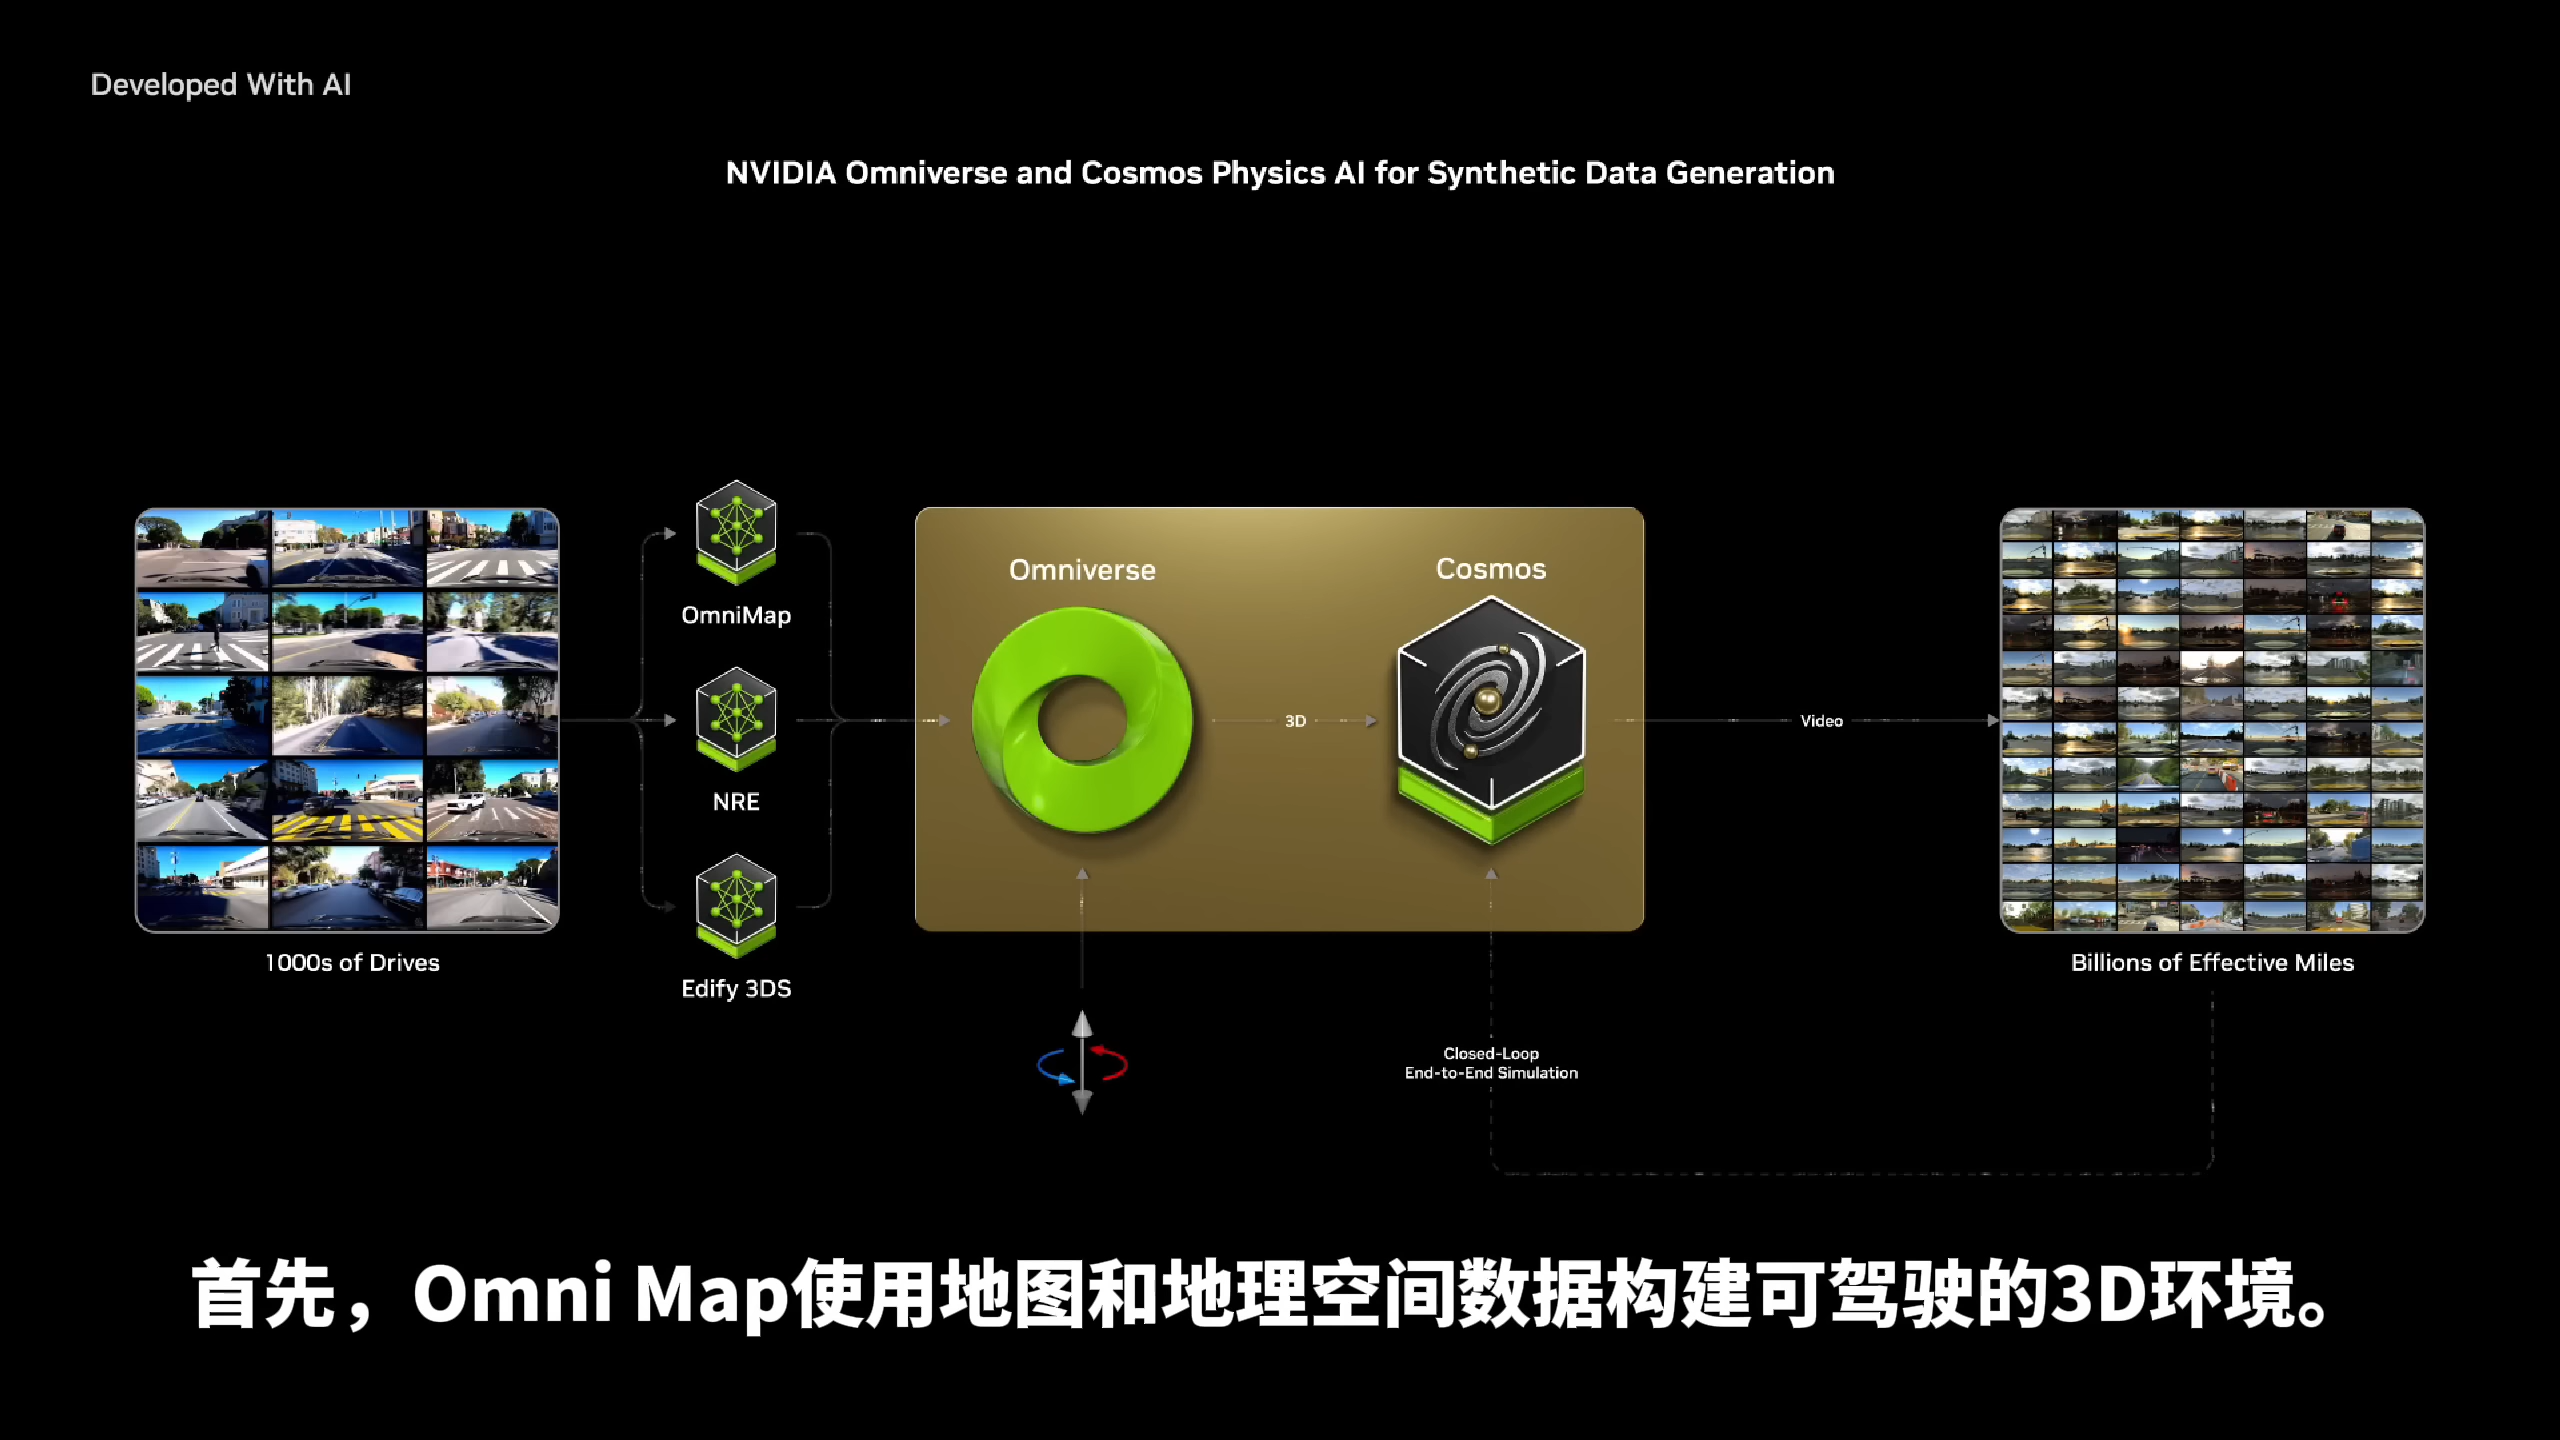 Developed With AI
NVIDIA Omniverse and Cosmos Physics AI for Synthetic Data Generation
1000s of Drives
OmniMap
NRE
Edify 3DS
Omniverse
3D
Cosmos
Video
Billions of Effective Miles
Closed-Loop
End-to-End Simulation
首先，Omni Map使用地图和地理空间数据构建可驾驶的3D环境。